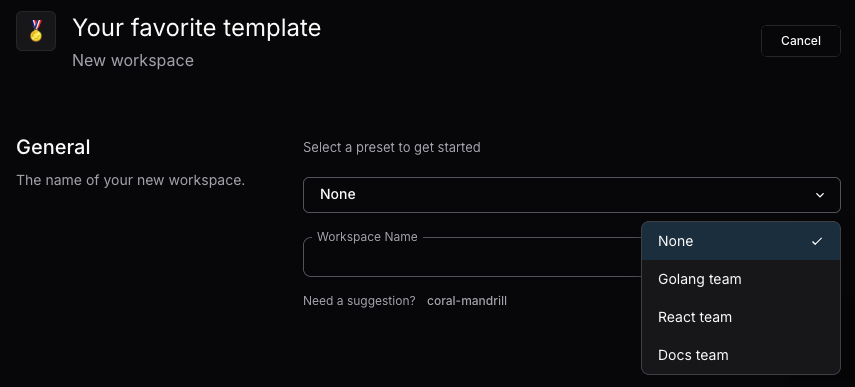 Your favorite template
New workspace
Cancel
General
The name of your new workspace.
Select a preset to get started
None
Workspace Name
Need a suggestion? coral-mandrill
None
Golang team
React team
Docs team